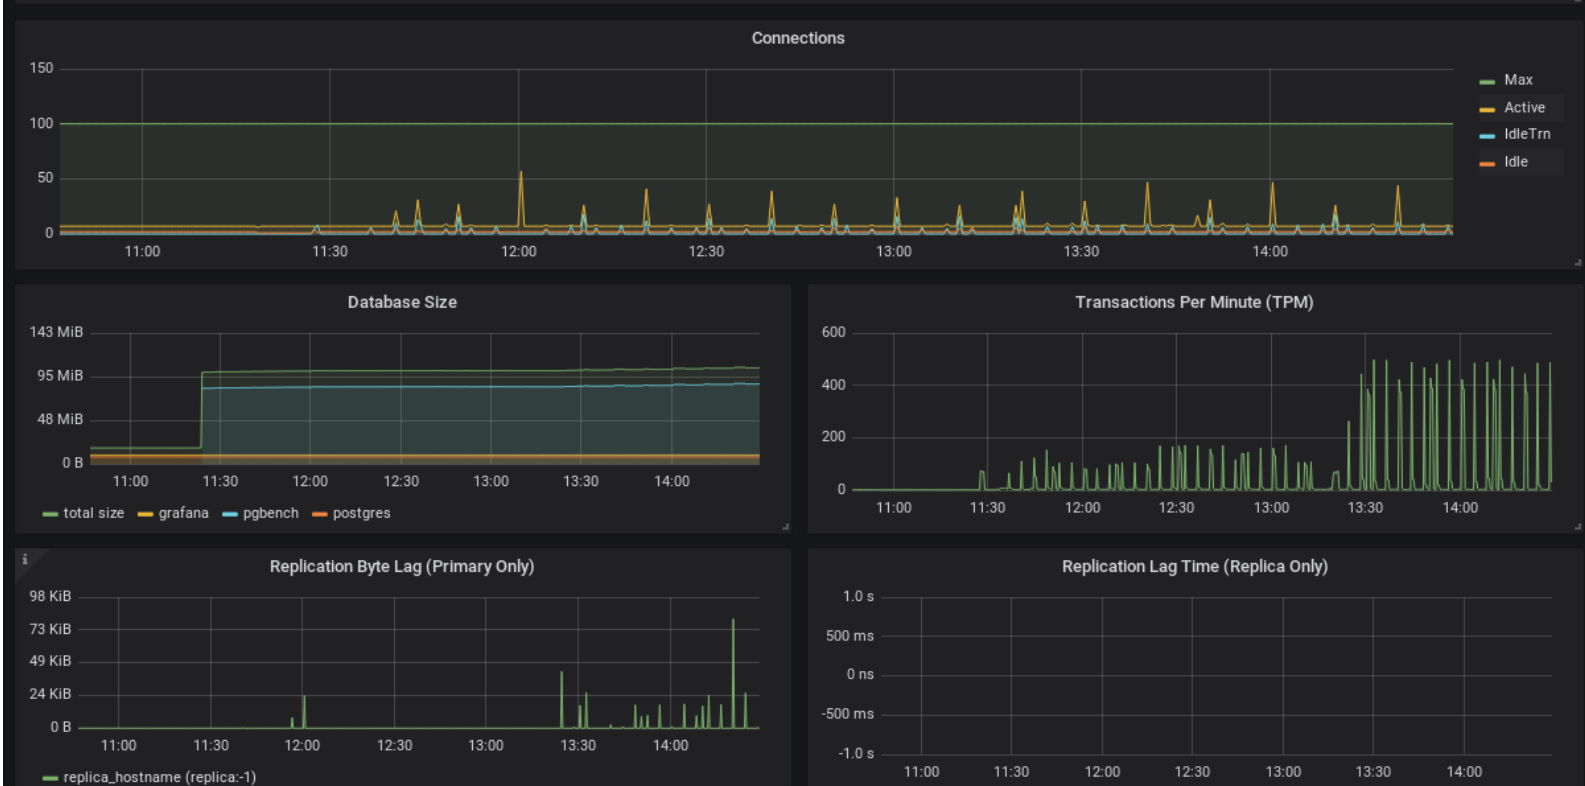 Connections
150
100
50
0
11:00 11:30 12:00 12:30 13:00 13:30 14:00
Max
Active
IdleTrn
Idle
Database Size
143 MiB
95 MiB
48 MiB
0 B
11:00 11:30 12:00 12:30 13:00 13:30 14:00
total size grafana pgbench postgres
Transactions Per Minute (TPM)
600
400
200
0
11:00 11:30 12:00 12:30 13:00 13:30 14:00
i
Replication Byte Lag (Primary Only)
98 KiB
73 KiB
49 KiB
24 KiB
0 B
11:00 11:30 12:00 12:30 13:00 13:30 14:00
replica_hostname (replica:-1)
Replication Lag Time (Replica Only)
1.0 s
500 ms
0 ns
-500 ms
-1.0 s
11:00 11:30 12:00 12:30 13:00 13:30 14:00